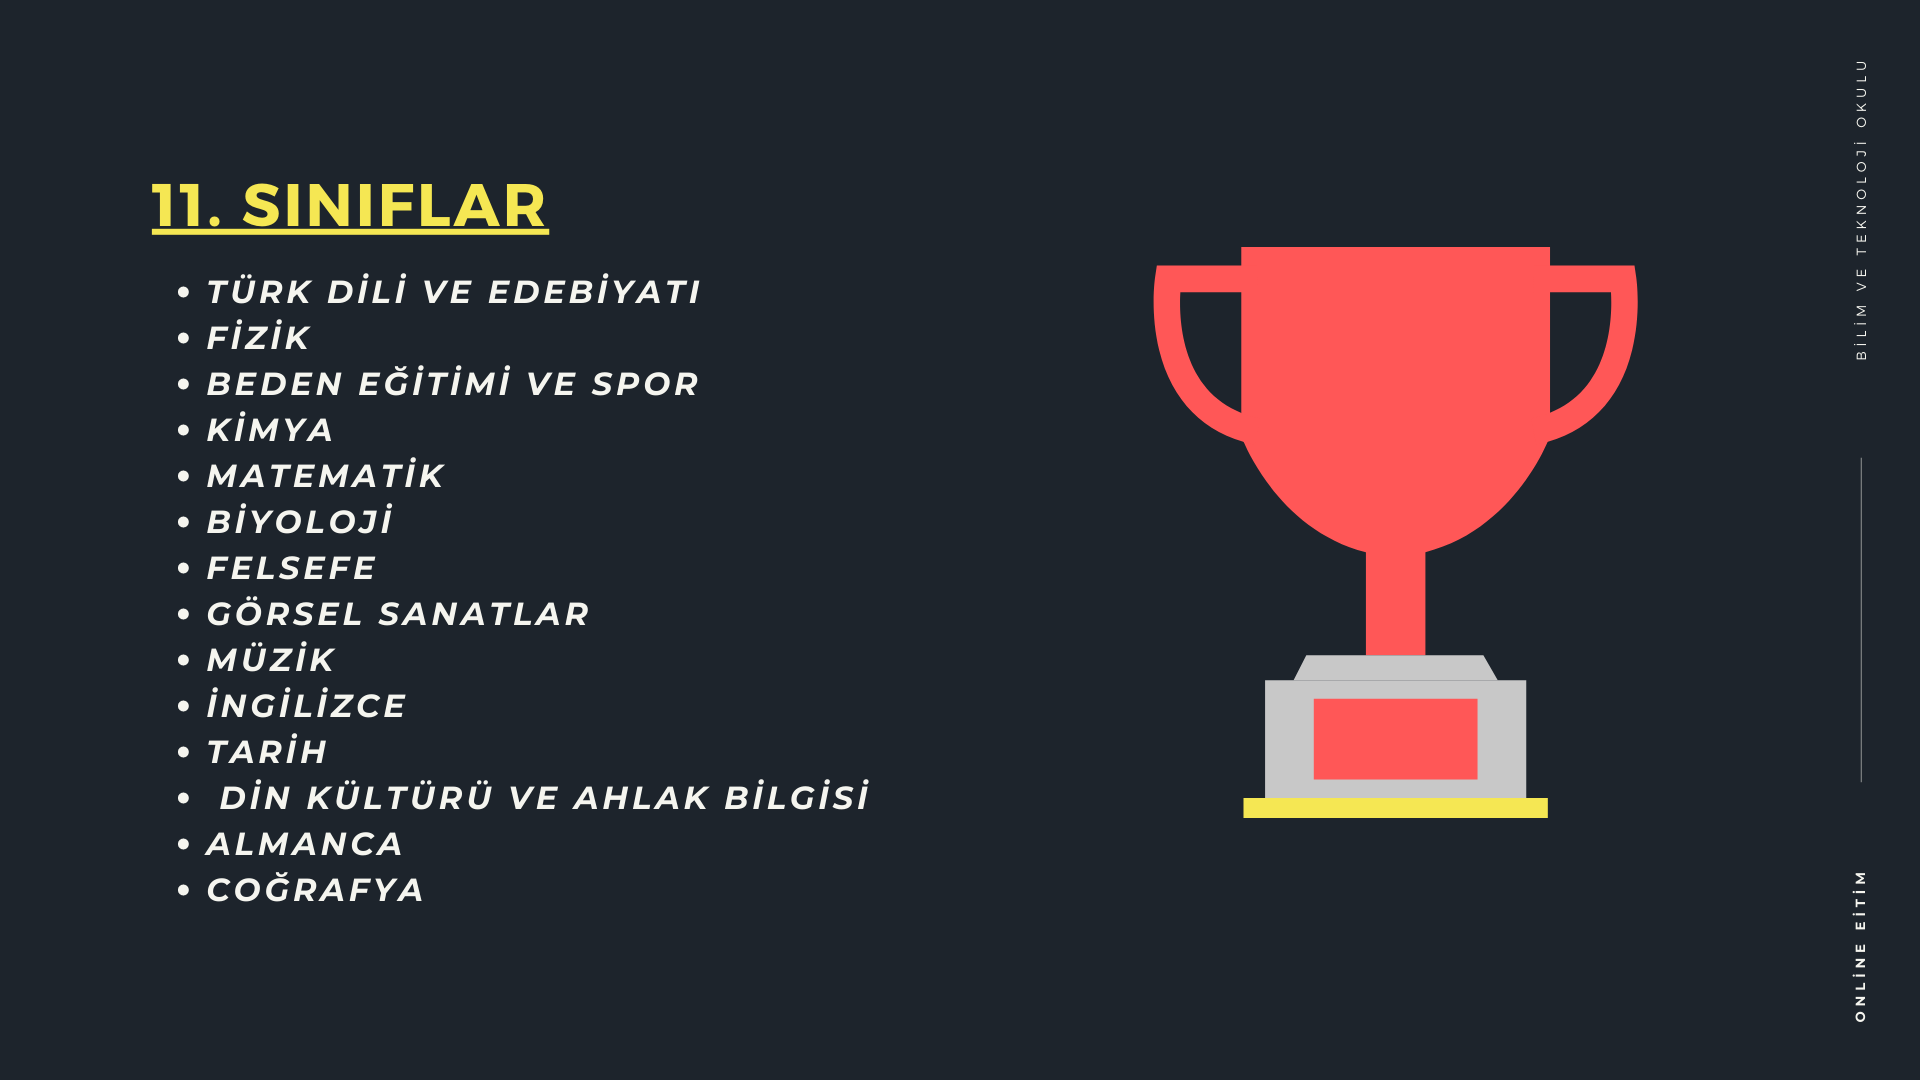 11. SINIFLAR
TÜRK DİLİ VE EDEBİYATI
FİZİK
BEDEN EĞİTİMİ VE SPOR
KİMYA
MATEMATİK
BİYOLOJİ
FELSEFE
GÖRSEL SANATLAR
MÜZİK
İNGİLİZCE
TARİH
DİN KÜLTÜRÜ VE AHLAK BİLGİSİ
ALMANCA
COĞRAFYA
BİLİM VE TEKNOLOJİ OKULU
ONLİNE EİTİM